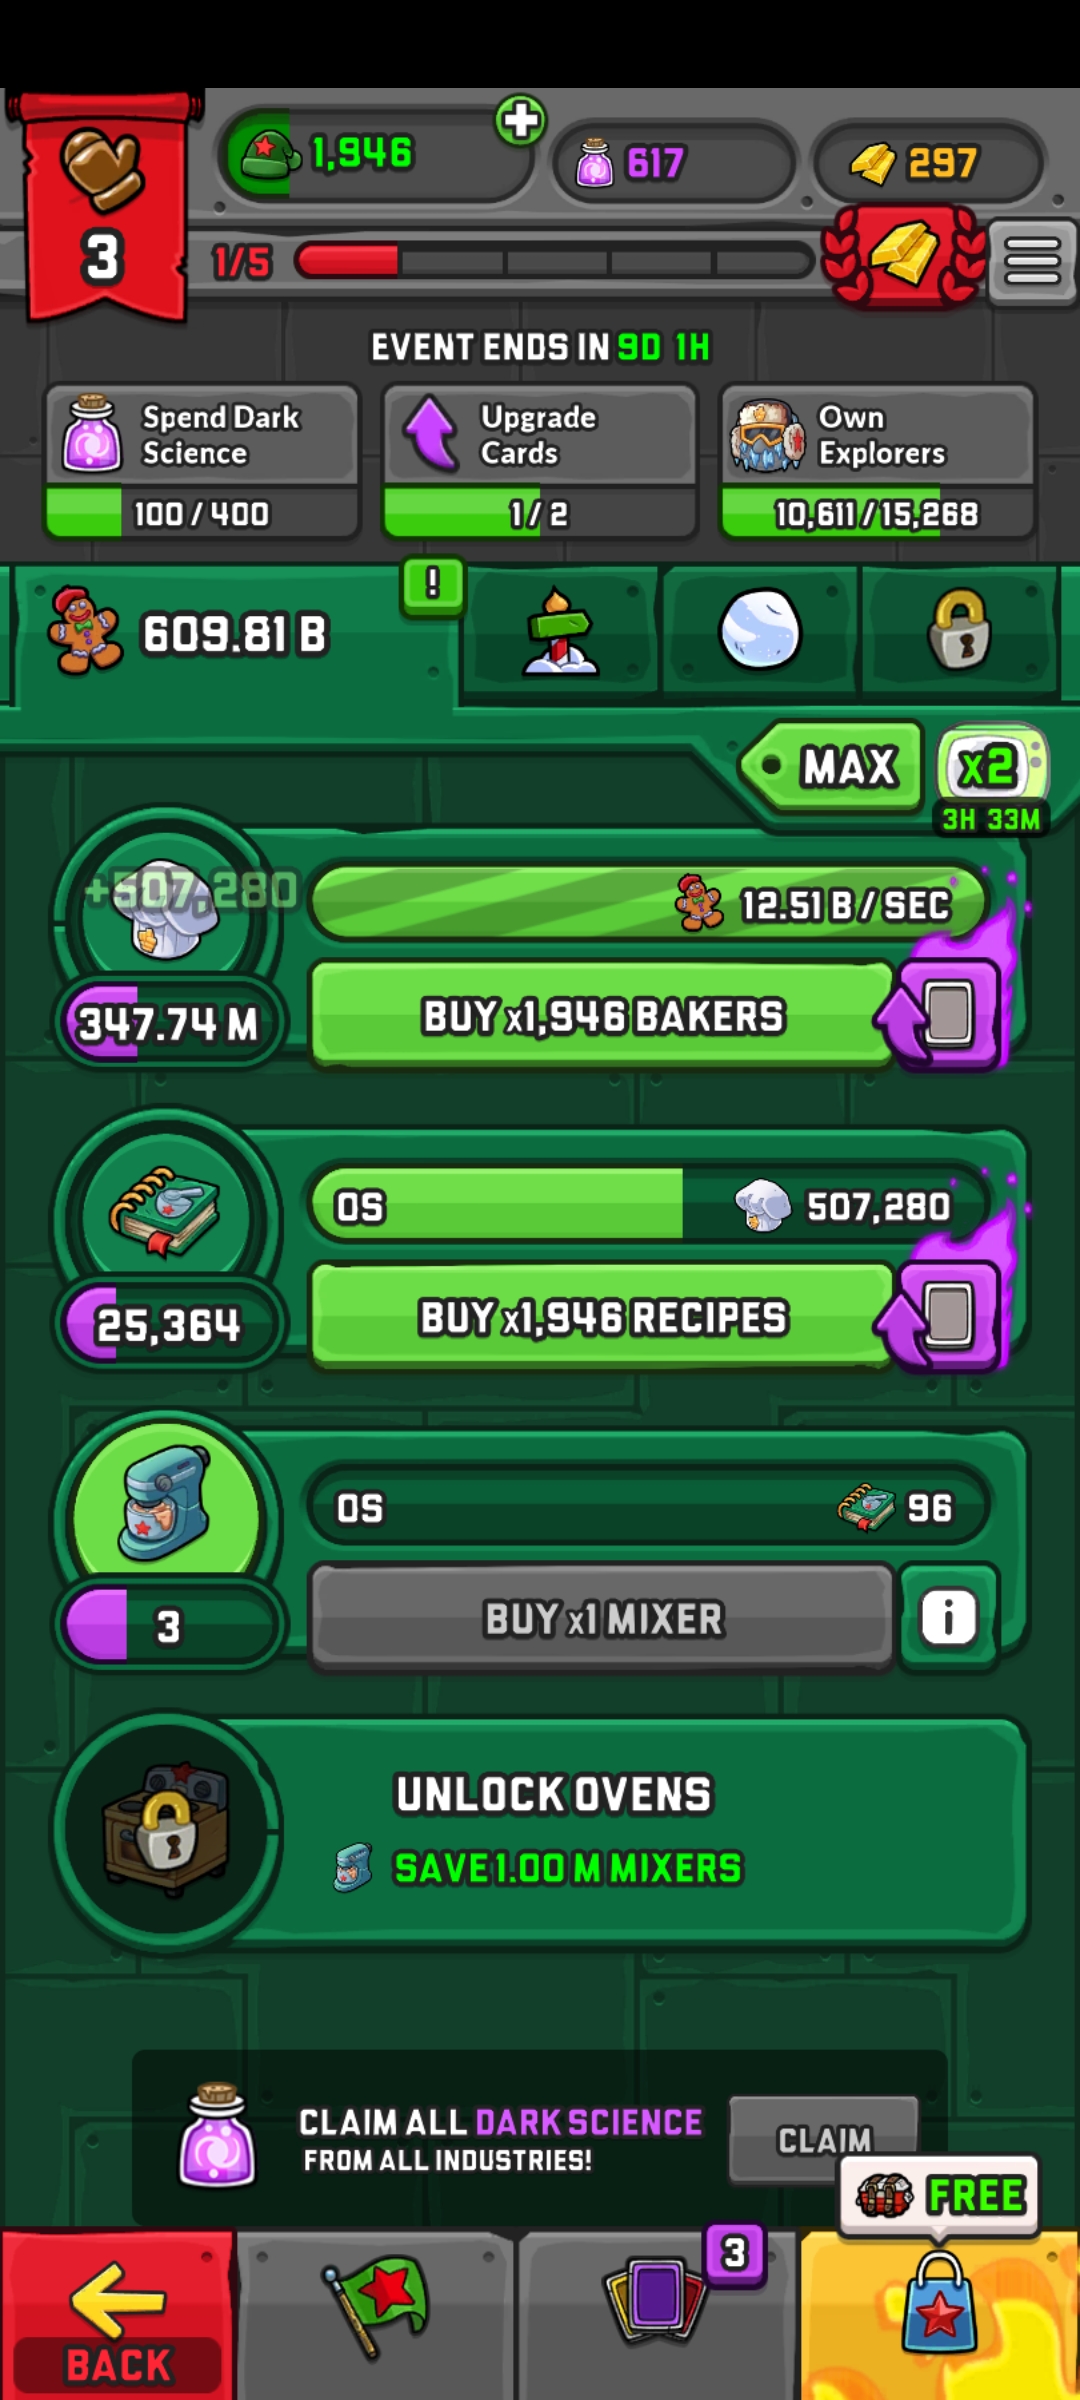 1,946
617
297
3
1/5
EVENT ENDS IN 9D 1H
Spend Dark
Science
100 / 400
Upgrade
Cards
1 / 2
Own
Explorers
10,611 / 15,268
609.81 B
!
MAX
x2
3H 33M
+507,280
12.51 B / SEC
347.74 M
BUY x1,946 BAKERS
0S
507,280
25,364
BUY x1,946 RECIPES
0S
96
3
BUY x1 MIXER
i
UNLOCK OVENS
SAVE 1.00 M MIXERS
CLAIM ALL DARK SCIENCE
FROM ALL INDUSTRIES!
CLAIM
FREE
3
BACK